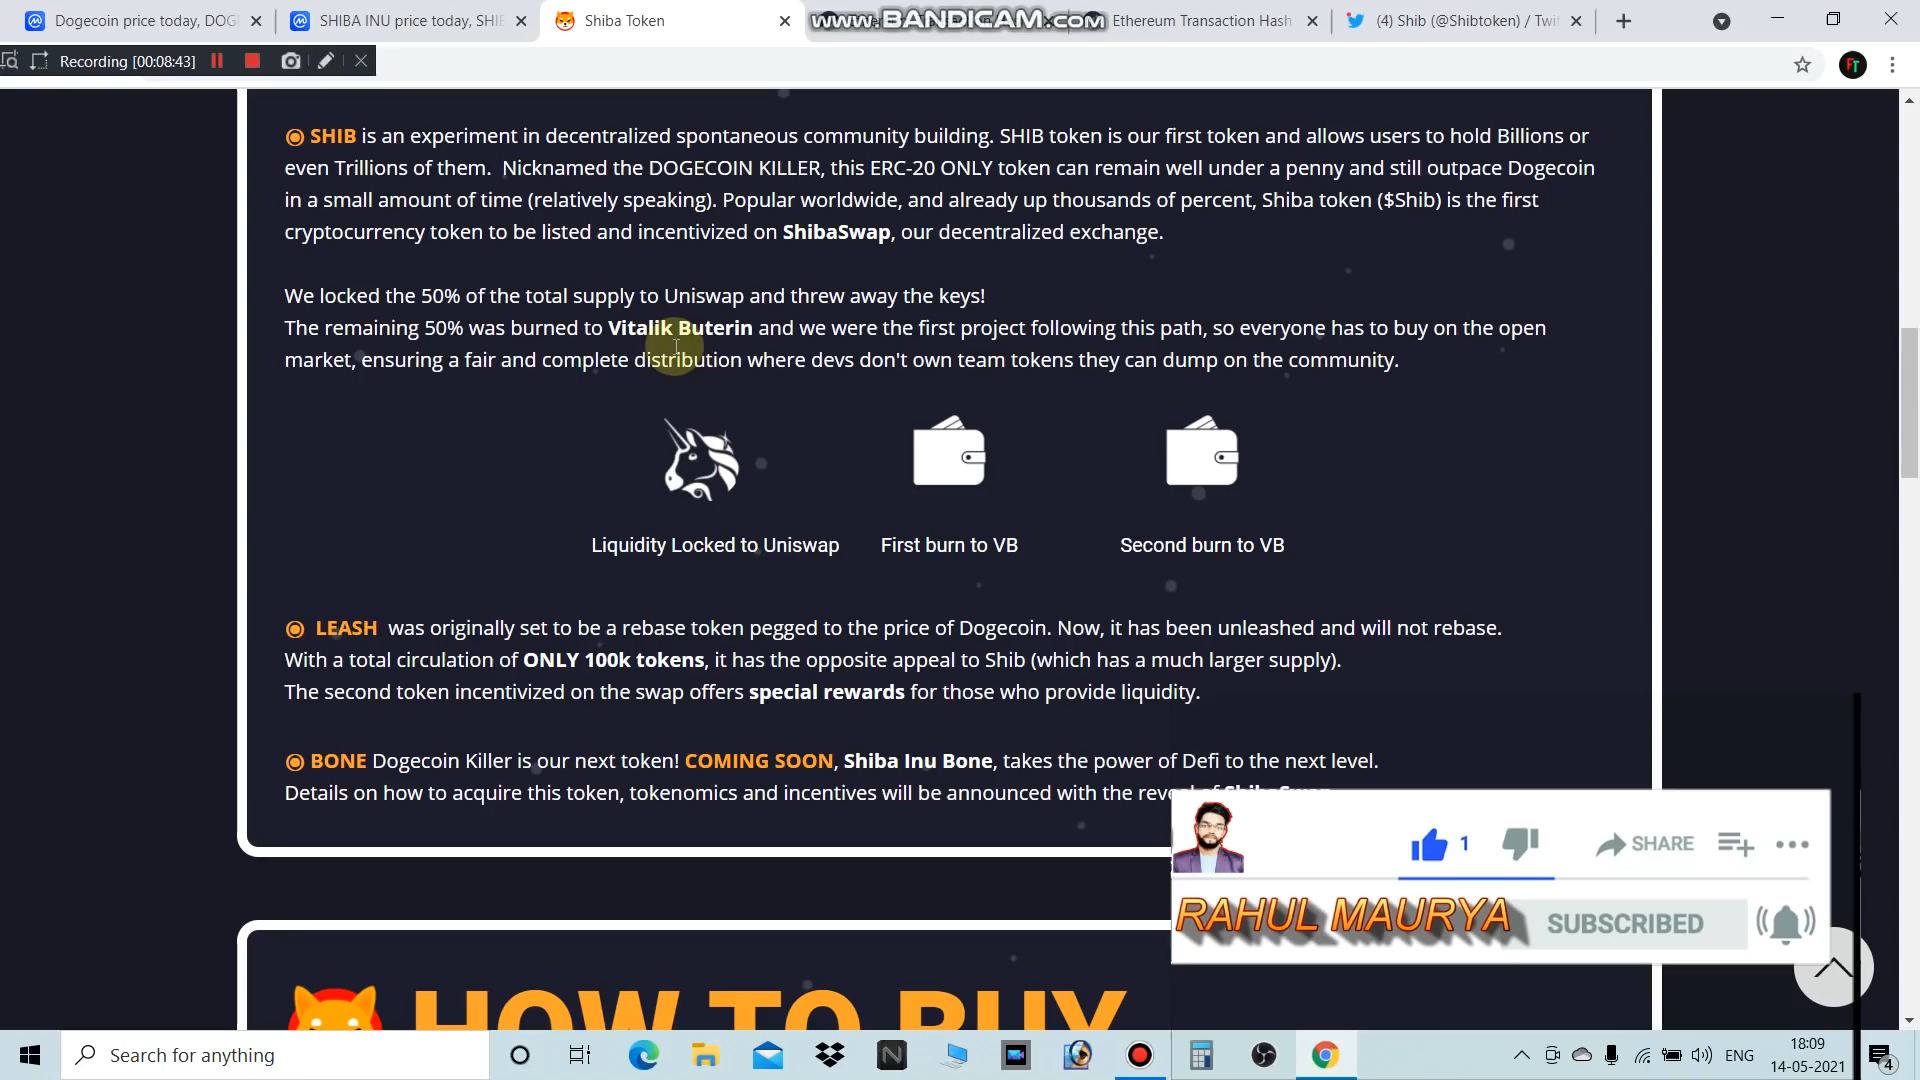 Dogecoin price today, DOG
SHIBA INU price today, SHIB
Shiba Token
www.BANDICAM.com
Ethereum Transaction Hash
(4) Shib (@Shibtoken) / Twit
Recording [00:08:43]
FT
SHIB is an experiment in decentralized spontaneous community building. SHIB token is our first token and allows users to hold Billions or
even Trillions of them. Nicknamed the DOGECOIN KILLER, this ERC-20 ONLY token can remain well under a penny and still outpace Dogecoin
in a small amount of time (relatively speaking). Popular worldwide, and already up thousands of percent, Shiba token ($Shib) is the first
cryptocurrency token to be listed and incentivized on ShibaSwap, our decentralized exchange.
We locked the 50% of the total supply to Uniswap and threw away the keys!
The remaining 50% was burned to Vitalik Buterin and we were the first project following this path, so everyone has to buy on the open
market, ensuring a fair and complete distribution where devs don't own team tokens they can dump on the community.
Liquidity Locked to Uniswap
First burn to VB
Second burn to VB
LEASH was originally set to be a rebase token pegged to the price of Dogecoin. Now, it has been unleashed and will not rebase.
With a total circulation of ONLY 100k tokens, it has the opposite appeal to Shib (which has a much larger supply).
The second token incentivized on the swap offers special rewards for those who provide liquidity.
BONE Dogecoin Killer is our next token! COMING SOON, Shiba Inu Bone, takes the power of Defi to the next level.
Details on how to acquire this token, tokenomics and incentives will be announced with the reveal of ShibaSwap
1
SHARE
RAHUL MAURYA
SUBSCRIBED
HOW TO BUY
Search for anything
N
ENG
18:09
14-05-2021
4